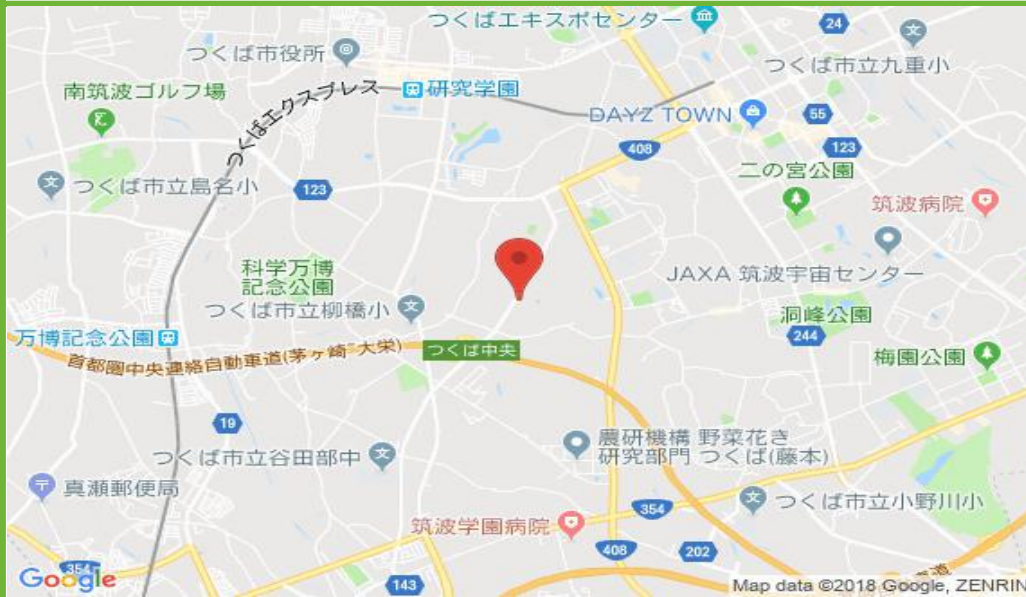 つくばエキスポセンター
24
つくば市役所
つくば市立九重小
南筑波ゴルフ場
研究学園
つくばエクスプレス
DAYZ TOWN
55
408
123
二の宮公園
つくば市立島名小
123
筑波病院
科学万博
記念公園
JAXA 筑波宇宙センター
つくば市立柳橋小
洞峰公園
万博記念公園
244
つくば中央
梅園公園
首都圏中央連絡自動車道(茅ヶ崎~大栄)
19
農研機構 野菜花き
研究部門 つくば(藤本)
つくば市立谷田部中
真瀬郵便局
つくば市立小野川小
354
筑波学園病院
408
202
354
143
Google
Map data ©2018 Google, ZENRIN